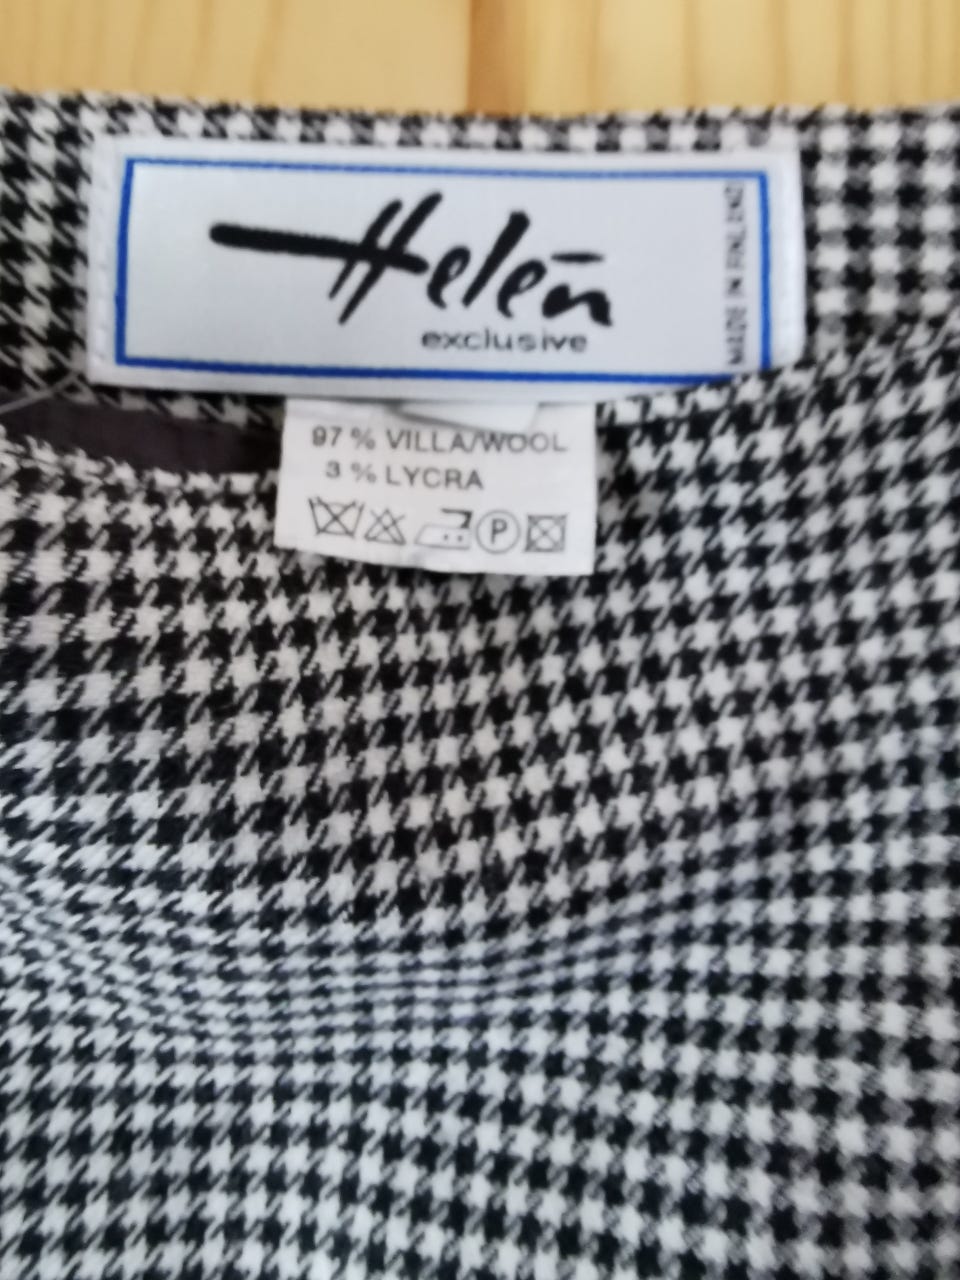 Helen
exclusive
MADE IN FINLAND
97 % VILLA/WOOL
3 % LYCRA
P